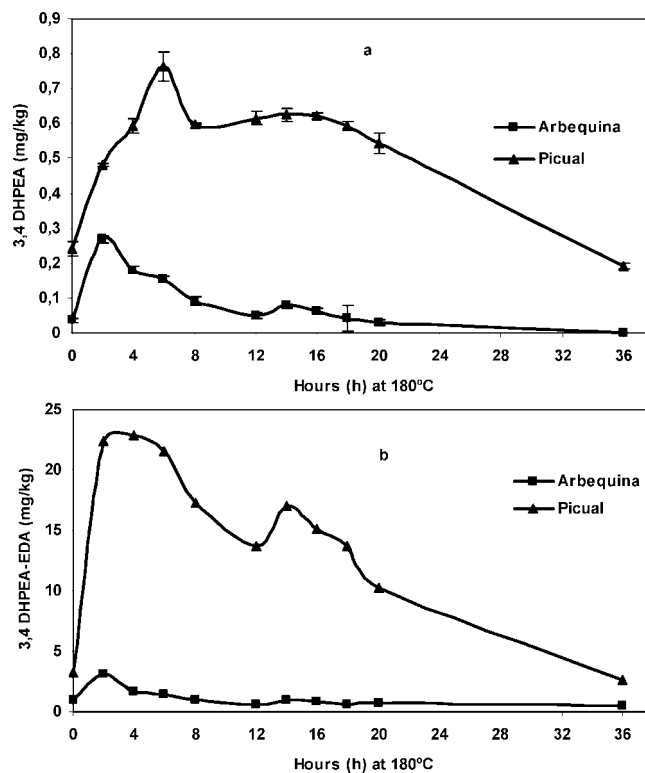 0,9
0,8
0,7
0,6
0,5
0,4
0,3
0,2
0,1
0
3,4 DHPEA (mg/kg)
a
Arbequina
Picual
0 4 8 12 16 20 24 28 32 36
Hours (h) at 180ºC
25
20
15
10
5
0
3,4 DHPEA-EDA (mg/kg)
b
Arbequina
Picual
0 4 8 12 16 20 24 28 32 36
Hours (h) at 180ºC